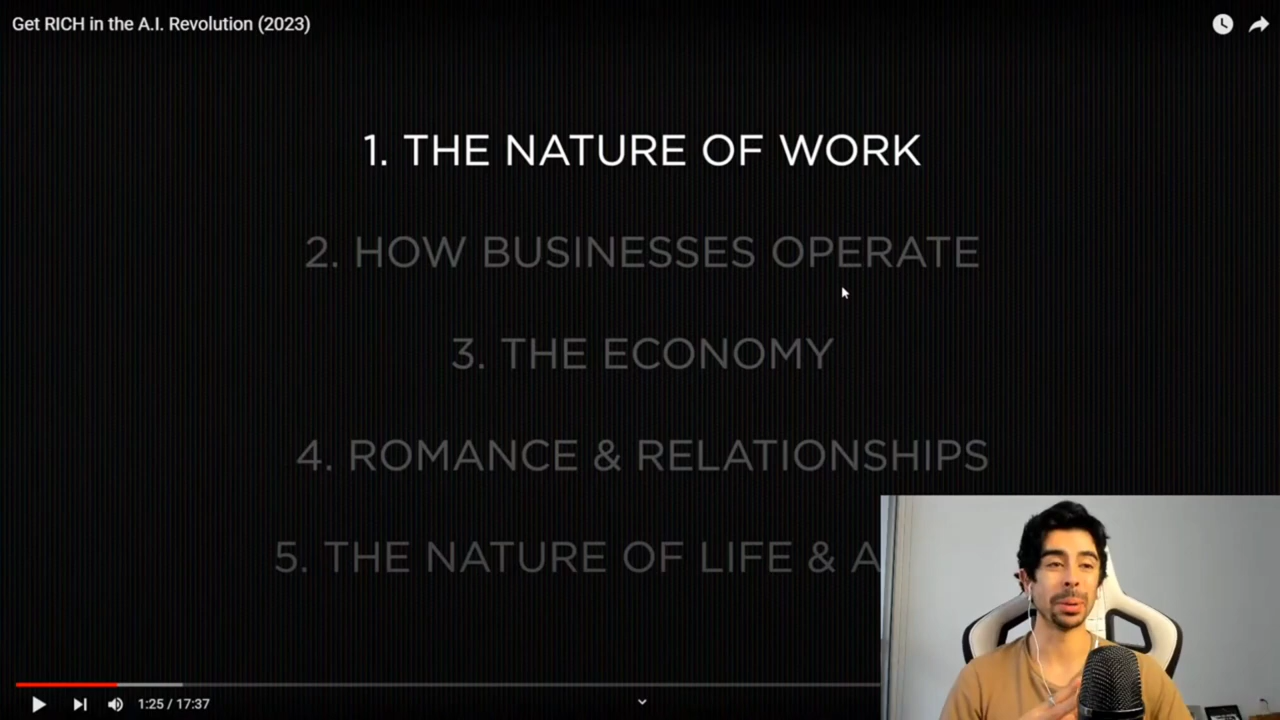 Get RICH in the A.I. Revolution (2023)
1. THE NATURE OF WORK
2. HOW BUSINESSES OPERATE
3. THE ECONOMY
4. ROMANCE & RELATIONSHIPS
5. THE NATURE OF LIFE &
1:25 / 17:37